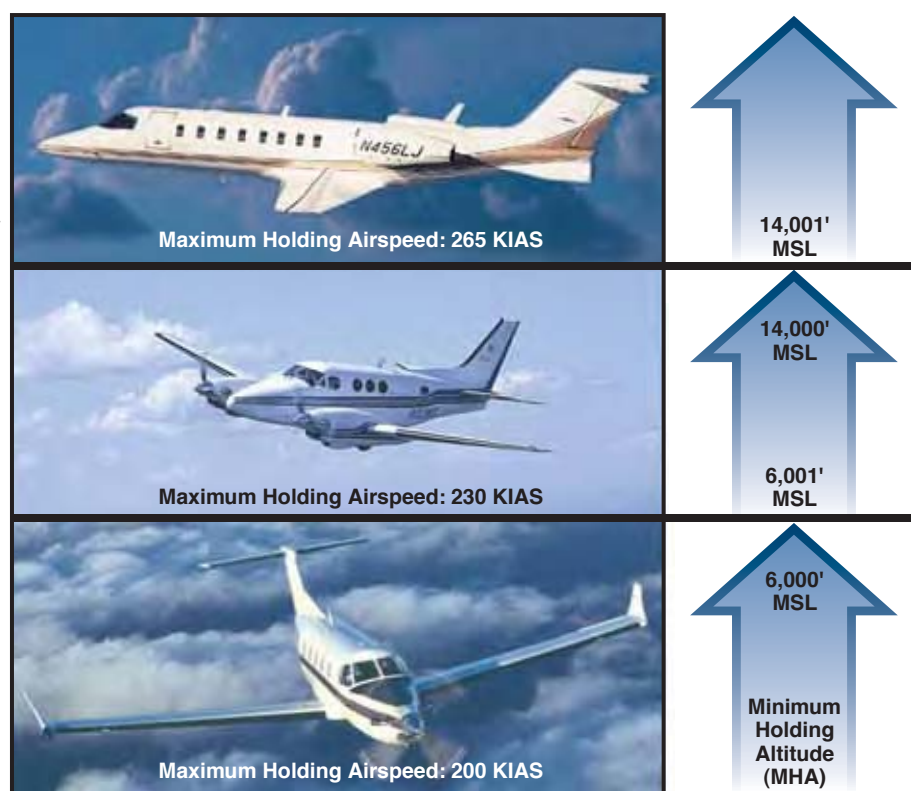 N456LJ
Maximum Holding Airspeed: 265 KIAS
14,001'
MSL
Maximum Holding Airspeed: 230 KIAS
14,000'
MSL
6,001'
MSL
Maximum Holding Airspeed: 200 KIAS
6,000'
MSL
Minimum
Holding
Altitude
(MHA)